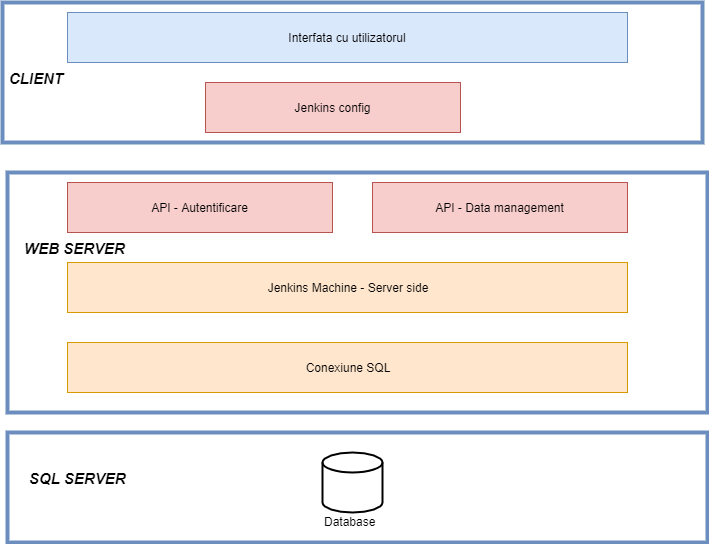 Interfata cu utilizatorul
CLIENT
Jenkins config
API - Autentificare
API - Data management
WEB SERVER
Jenkins Machine - Server side
Conexiune SQL
SQL SERVER
Database